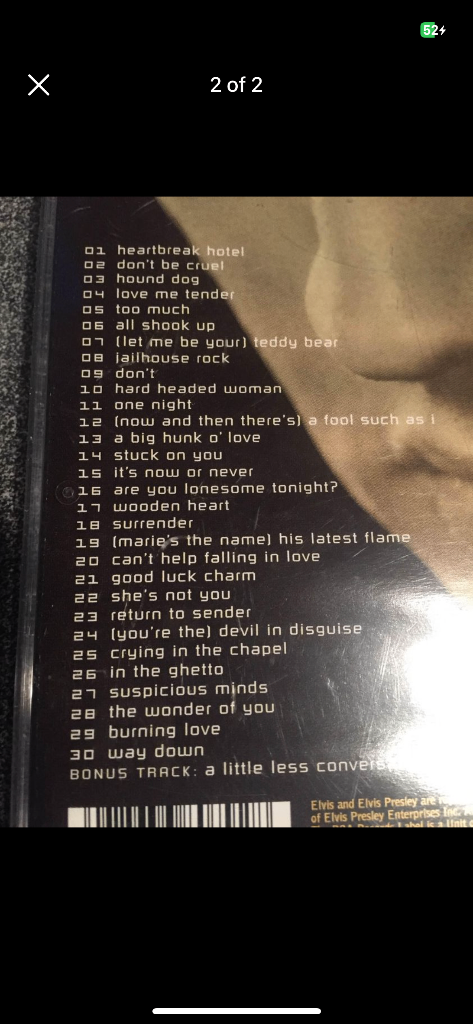 52
2 of 2
01 heartbreak hotel
02 don't be cruel
03 hound dog
04 love me tender
05 too much
06 all shook up
07 (let me be your) teddy bear
08 jailhouse rock
09 don't
10 hard headed woman
11 one night
12 (now and then there's) a fool such as i
13 a big hunk o' love
14 stuck on you
15 it's now or never
16 are you lonesome tonight?
17 wooden heart
18 surrender
19 (marie's the name) his latest flame
20 can't help falling in love
21 good luck charm
22 she's not you
23 return to sender
24 (you're the) devil in disguise
25 crying in the chapel
26 in the ghetto
27 suspicious minds
28 the wonder of you
29 burning love
30 way down
BONUS TRACK: a little less
Elvis and Elvis Presley are
of Elvis Presley Enterprises Inc.
Records Label is a Unit